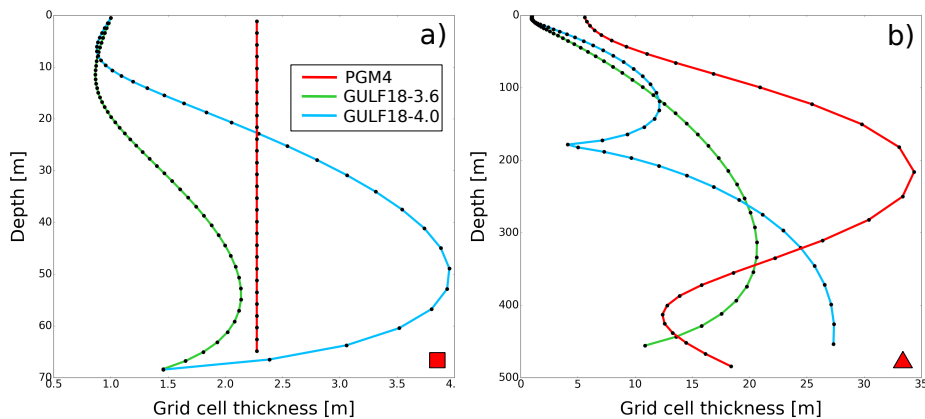 a)
PGM4
GULF18-3.6
GULF18-4.0
0
10
20
30
40
50
60
70
Depth [m]
0.5 1.0 1.5 2.0 2.5 3.0 3.5 4.0
Grid cell thickness [m]
b)
0
100
200
300
400
500
Depth [m]
0 5 10 15 20 25 30 35
Grid cell thickness [m]